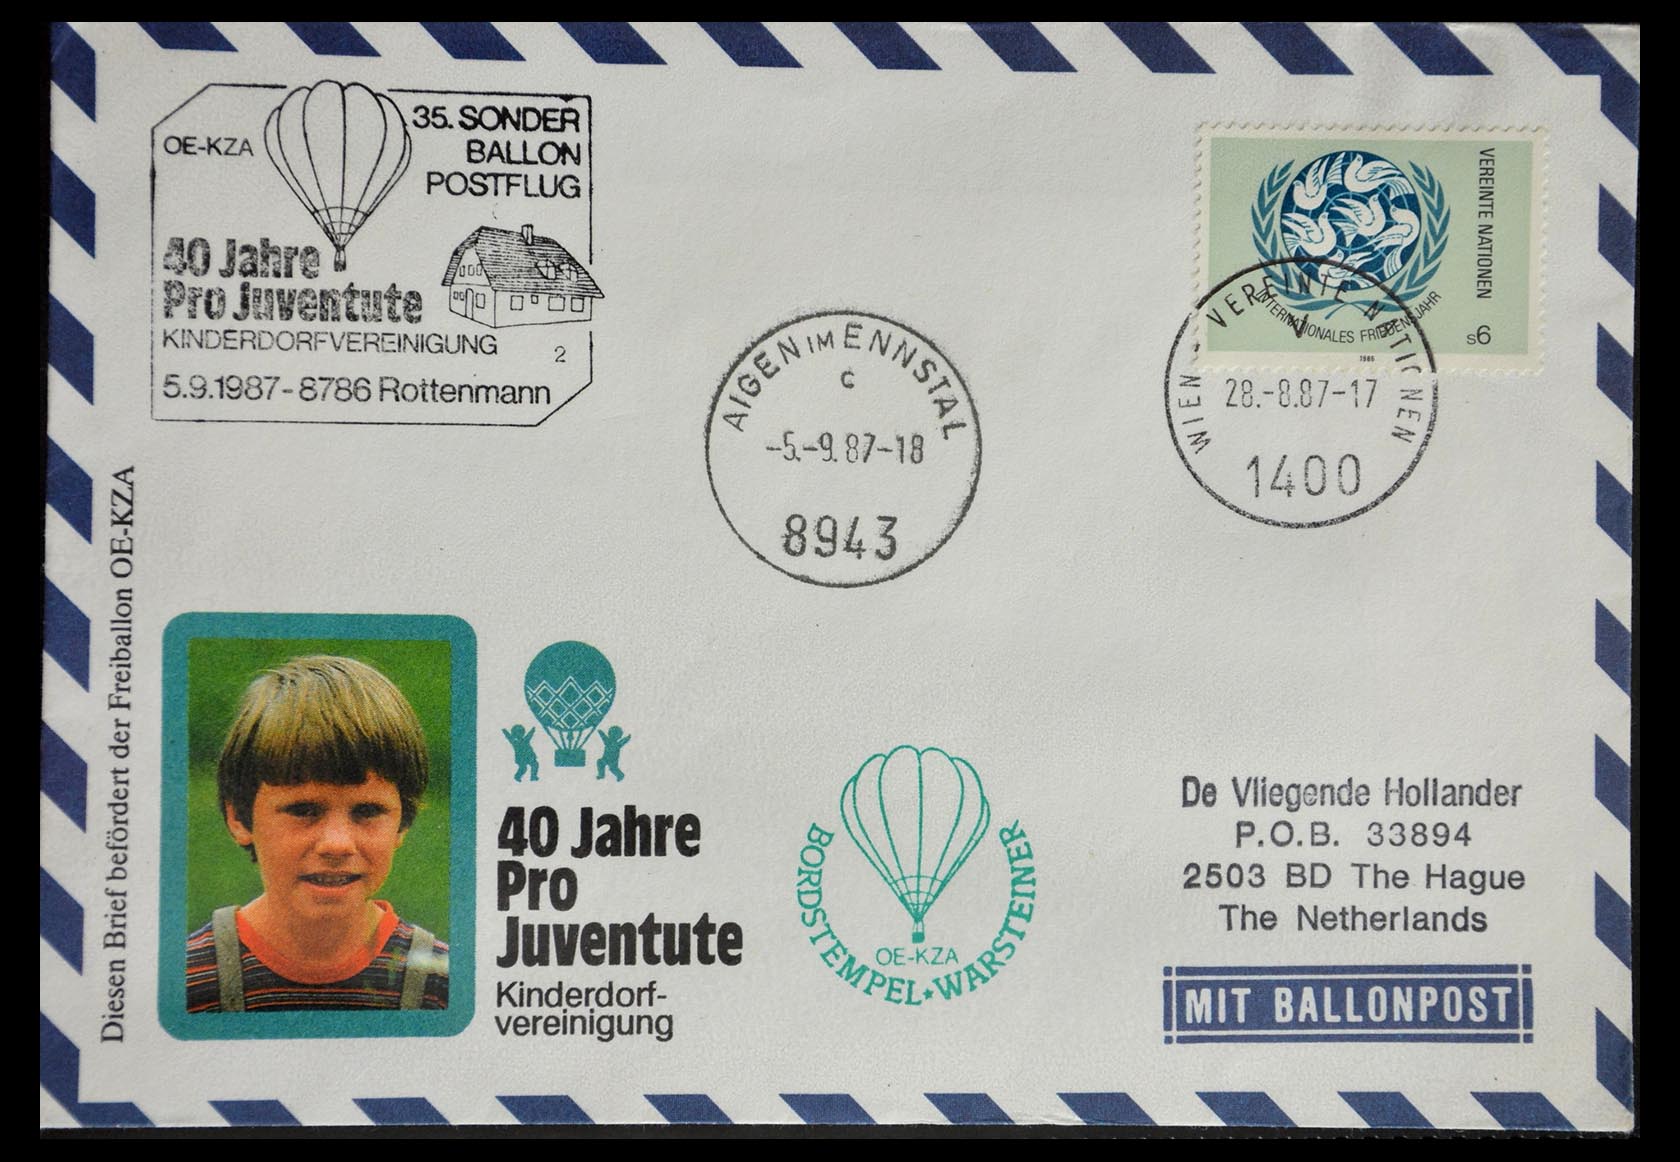 OE-KZA
35. SONDER
BALLON
POSTFLUG
40 Jahre
Pro Juventute
KINDERDORFVEREINIGUNG
2
5.9.1987-8786 Rottenmann
VEREINTE NATIONEN
INTERNATIONALES FRIEDENSJAHR
1986
s6
WIEN · VEREINTE NATIONEN
28.-8.87-17
1400
AIGEN IM ENNSTAL
c
-5.-9.87-18
8943
Diesen Brief befördert der Freiballon OE-KZA
40 Jahre
Pro
Juventute
Kinderdorf-
vereinigung
OE-KZA
BORDSTEMPEL★WARSTEINER
De Vliegende Hollander
P.O.B. 33894
2503 BD The Hague
The Netherlands
MIT BALLONPOST